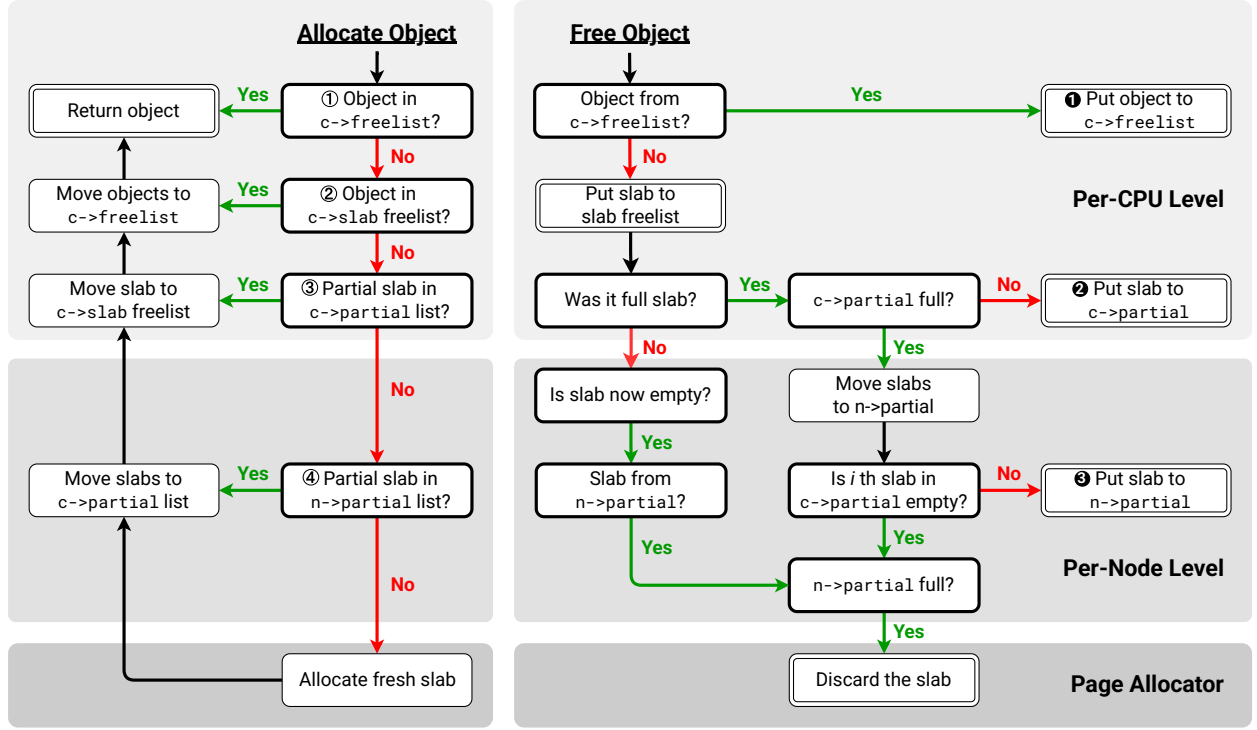 Allocate Object
① Object in
c->freelist?
Yes
Return object
No
② Object in
c->slab freelist?
Yes
Move objects to
c->freelist
No
③ Partial slab in
c->partial list?
Yes
Move slab to
c->slab freelist
No
④ Partial slab in
n->partial list?
Yes
Move slabs to
c->partial list
No
Allocate fresh slab
Free Object
Object from
c->freelist?
Yes
❶ Put object to
c->freelist
No
Put slab to
slab freelist
Per-CPU Level
Was it full slab?
Yes
c->partial full?
No
❷ Put slab to
c->partial
No
Yes
Is slab now empty?
Move slabs
to n->partial
Yes
Slab from
n->partial?
Is i th slab in
c->partial empty?
No
❸ Put slab to
n->partial
Yes
Yes
n->partial full?
Per-Node Level
Yes
Discard the slab
Page Allocator